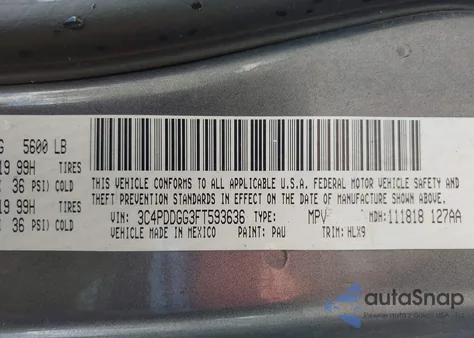 G 5600 LB
19 99H TIRES
36 PSI) COLD
19 99H TIRES
36 PSI) COLD
THIS VEHICLE CONFORMS TO ALL APPLICABLE U.S.A. FEDERAL MOTOR VEHICLE SAFETY AND
THEFT PREVENTION STANDARDS IN EFFECT ON THE DATE OF MANUFACTURE SHOWN ABOVE.
VIN: 3C4PDDGG3FT593636 TYPE: MPV MDH: 111818 127AA
VEHICLE MADE IN MEXICO PAINT: PAU TRIM: HLX9
autoSnap